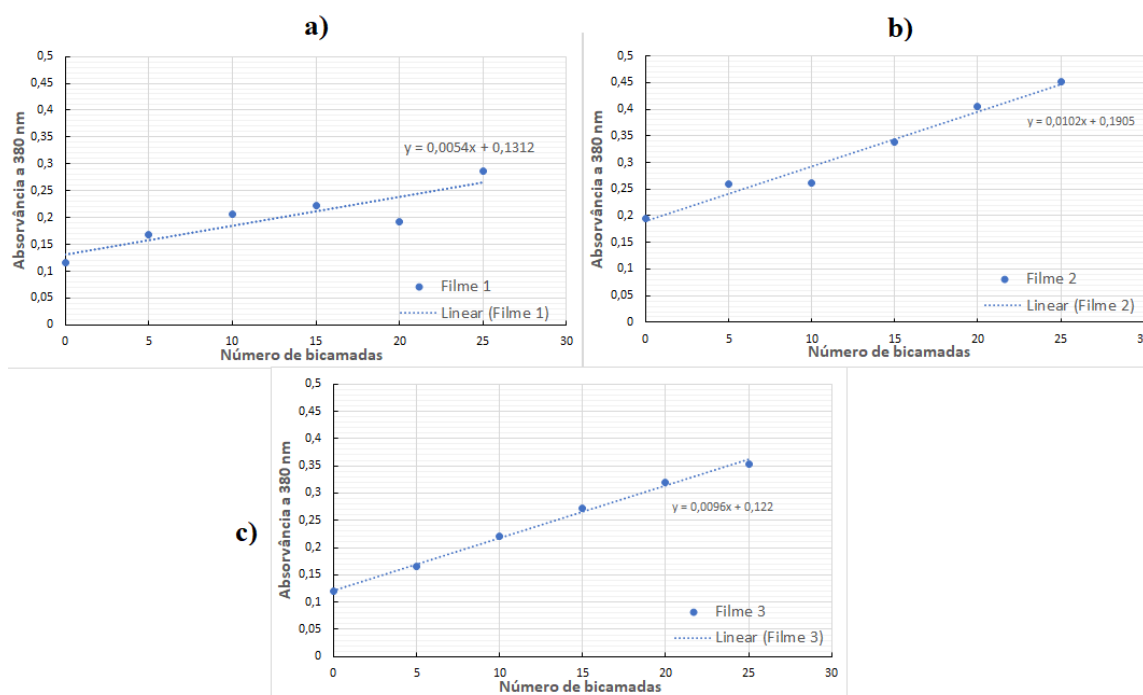 a)
0,5
0,45
0,4
0,35
0,3
0,25
0,2
0,15
0,1
0,05
0
Absorvância a 380 nm
y = 0,0054x + 0,1312
Filme 1
Linear (Filme 1)
0 5 10 15 20 25 30
Número de bicamadas
b)
0,5
0,45
0,4
0,35
0,3
0,25
0,2
0,15
0,1
0,05
0
Absorvância a 380 nm
y = 0,0102x + 0,1905
Filme 2
Linear (Filme 2)
0 5 10 15 20 25 30
Número de bicamadas
c)
0,5
0,45
0,4
0,35
0,3
0,25
0,2
0,15
0,1
0,05
0
Absorvância a 380 nm
y = 0,0096x + 0,122
Filme 3
Linear (Filme 3)
0 5 10 15 20 25 30
Número de bicamadas